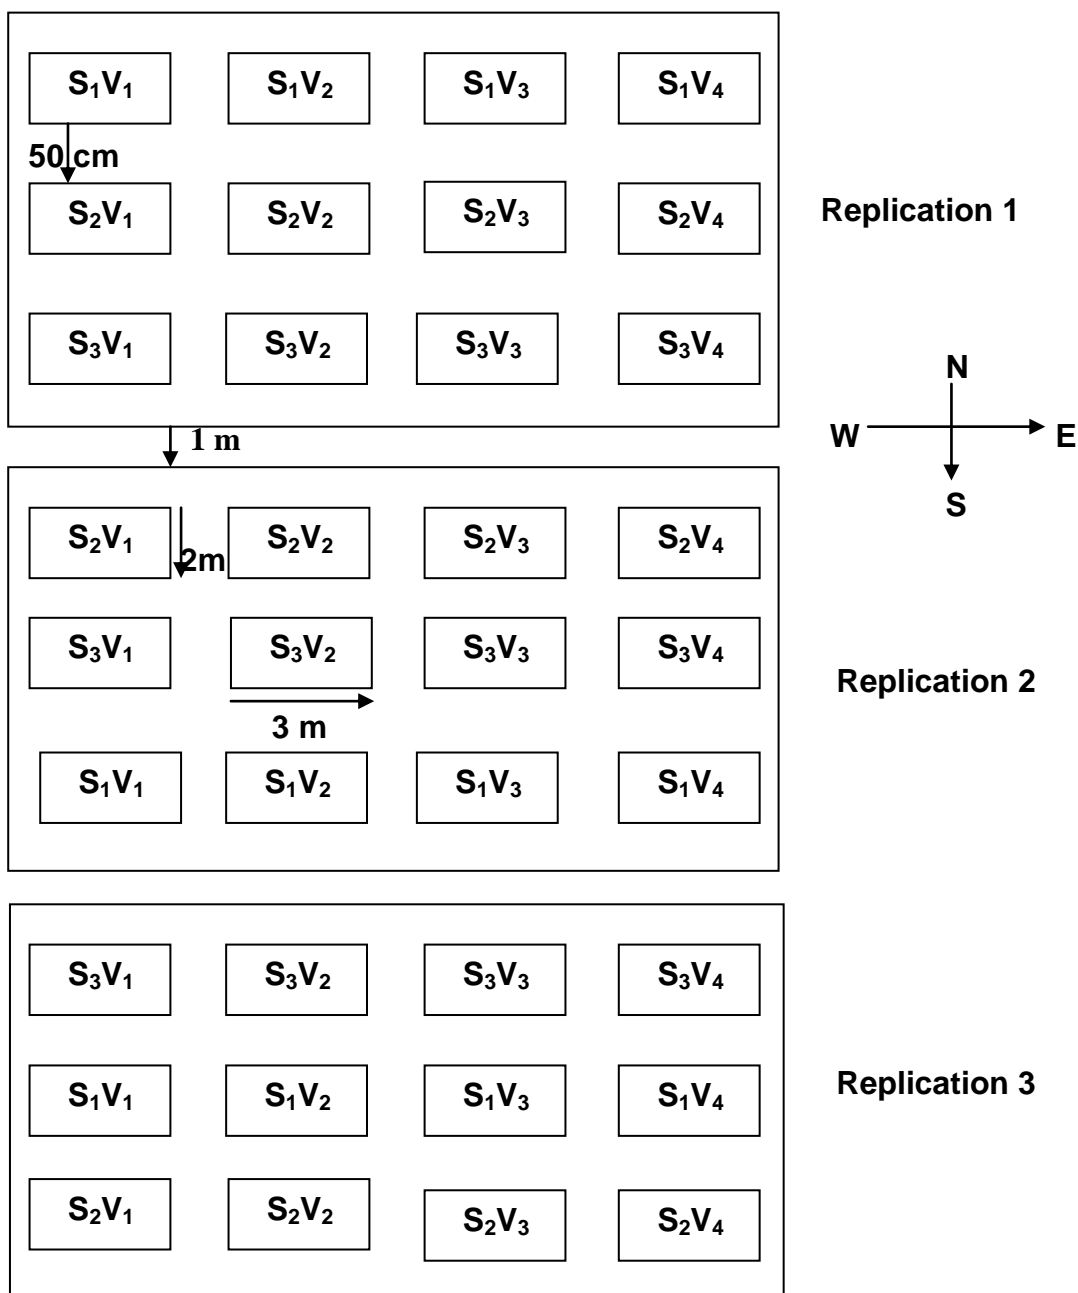 S₁V₁ S₁V₂ S₁V₃ S₁V₄
50 cm
S₂V₁ S₂V₂ S₂V₃ S₂V₄
Replication 1
S₃V₁ S₃V₂ S₃V₃ S₃V₄
N
W E
S
1 m
S₂V₁ S₂V₂ S₂V₃ S₂V₄
2m
S₃V₁ S₃V₂ S₃V₃ S₃V₄
Replication 2
3 m
S₁V₁ S₁V₂ S₁V₃ S₁V₄
S₃V₁ S₃V₂ S₃V₃ S₃V₄
S₁V₁ S₁V₂ S₁V₃ S₁V₄
Replication 3
S₂V₁ S₂V₂ S₂V₃ S₂V₄